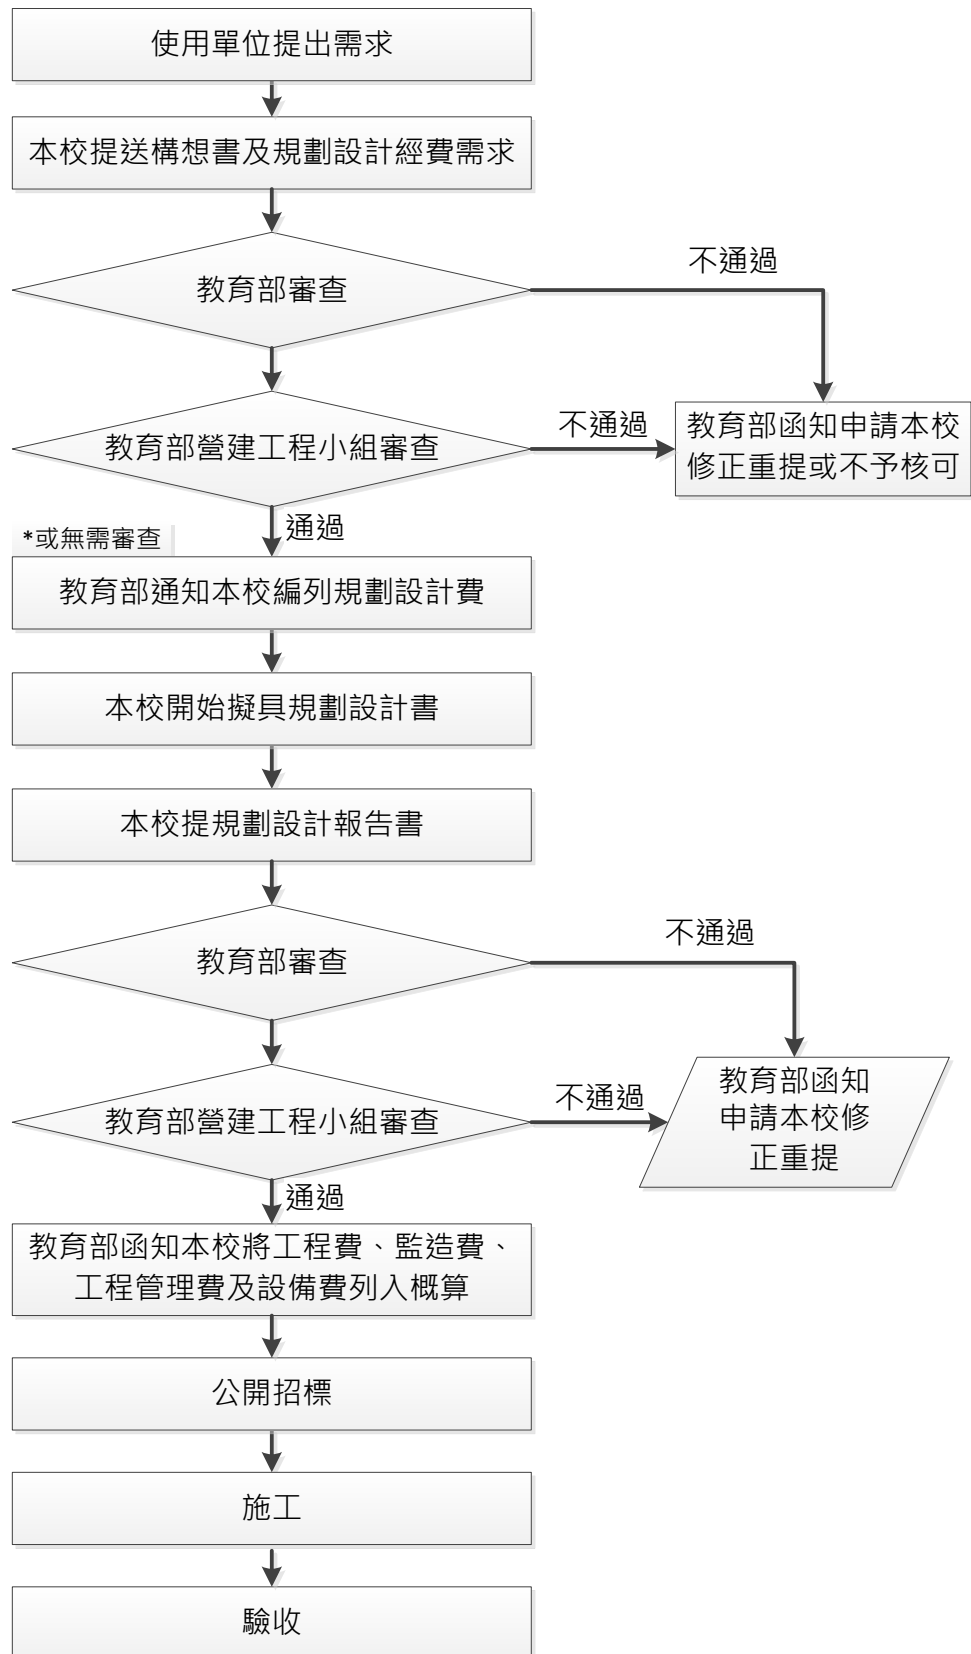 使用單位提出需求
本校提送構想書及規劃設計經費需求
教育部審查
不通過
教育部營建工程小組審查
不通過
教育部函知申請本校
修正重提或不予核可
通過
*或無需審查
教育部通知本校編列規劃設計費
本校開始擬具規劃設計書
本校提規劃設計報告書
教育部審查
不通過
教育部營建工程小組審查
不通過
教育部函知
申請本校修
正重提
通過
教育部函知本校將工程費、監造費、
工程管理費及設備費列入概算
公開招標
施工
驗收